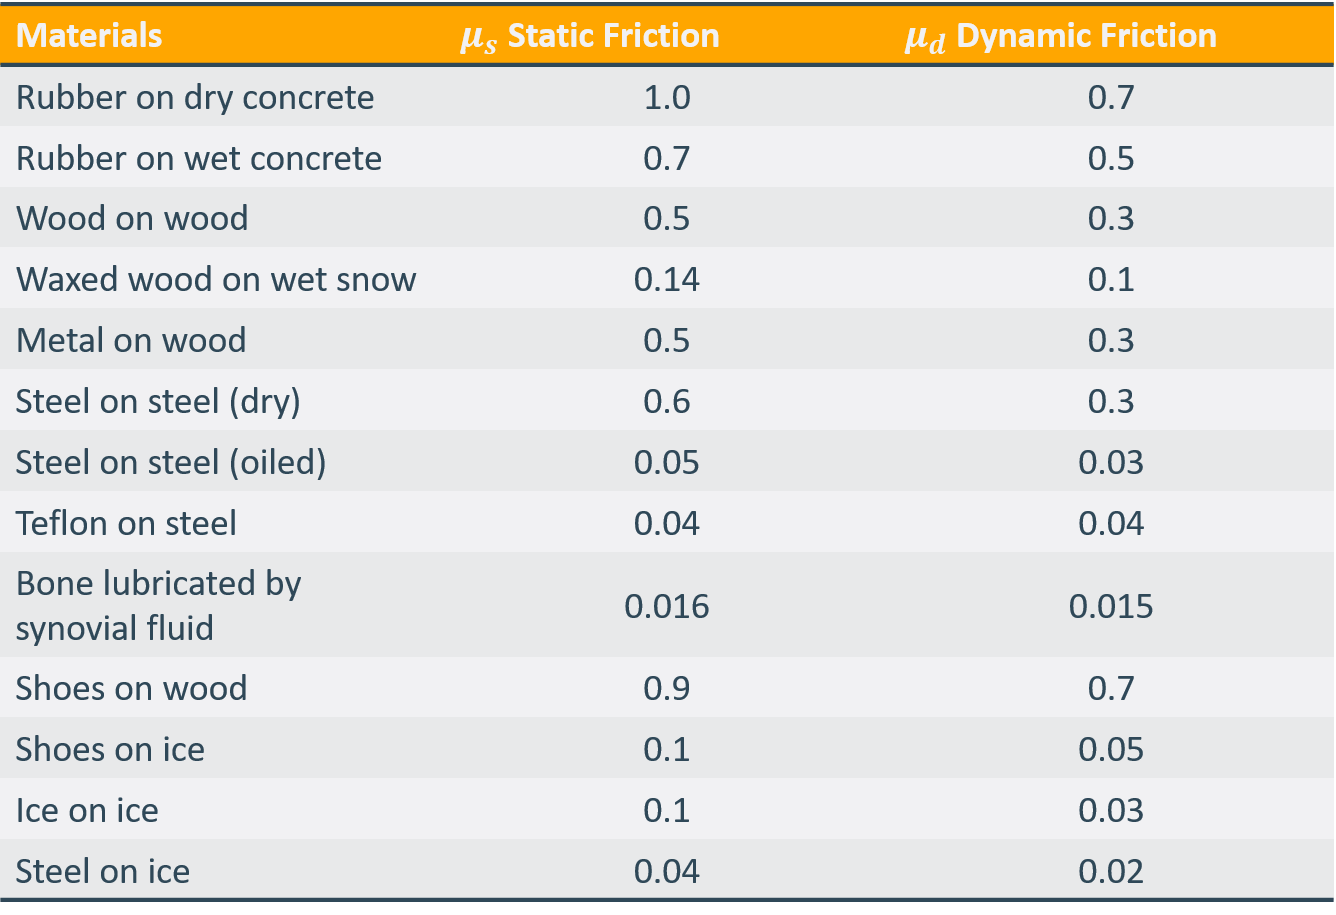 Materials μs Static Friction μd Dynamic Friction
Rubber on dry concrete 1.0 0.7
Rubber on wet concrete 0.7 0.5
Wood on wood 0.5 0.3
Waxed wood on wet snow 0.14 0.1
Metal on wood 0.5 0.3
Steel on steel (dry) 0.6 0.3
Steel on steel (oiled) 0.05 0.03
Teflon on steel 0.04 0.04
Bone lubricated by
synovial fluid 0.016 0.015
Shoes on wood 0.9 0.7
Shoes on ice 0.1 0.05
Ice on ice 0.1 0.03
Steel on ice 0.04 0.02